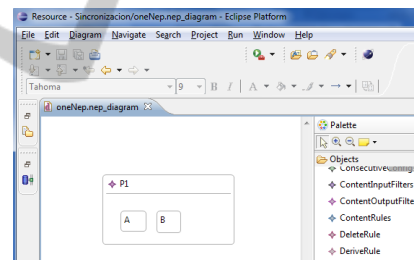 Resource - Sincronizacion/oneNep.nep_diagram - Eclipse Platform
File Edit Diagram Navigate Search Project Run Window Help
Tahoma 9 B I A
oneNep.nep_diagram
Palette
Objects
ContentInputFilters
ContentOutputFilter
ContentRules
DeleteRule
DeriveRule
P1
A B